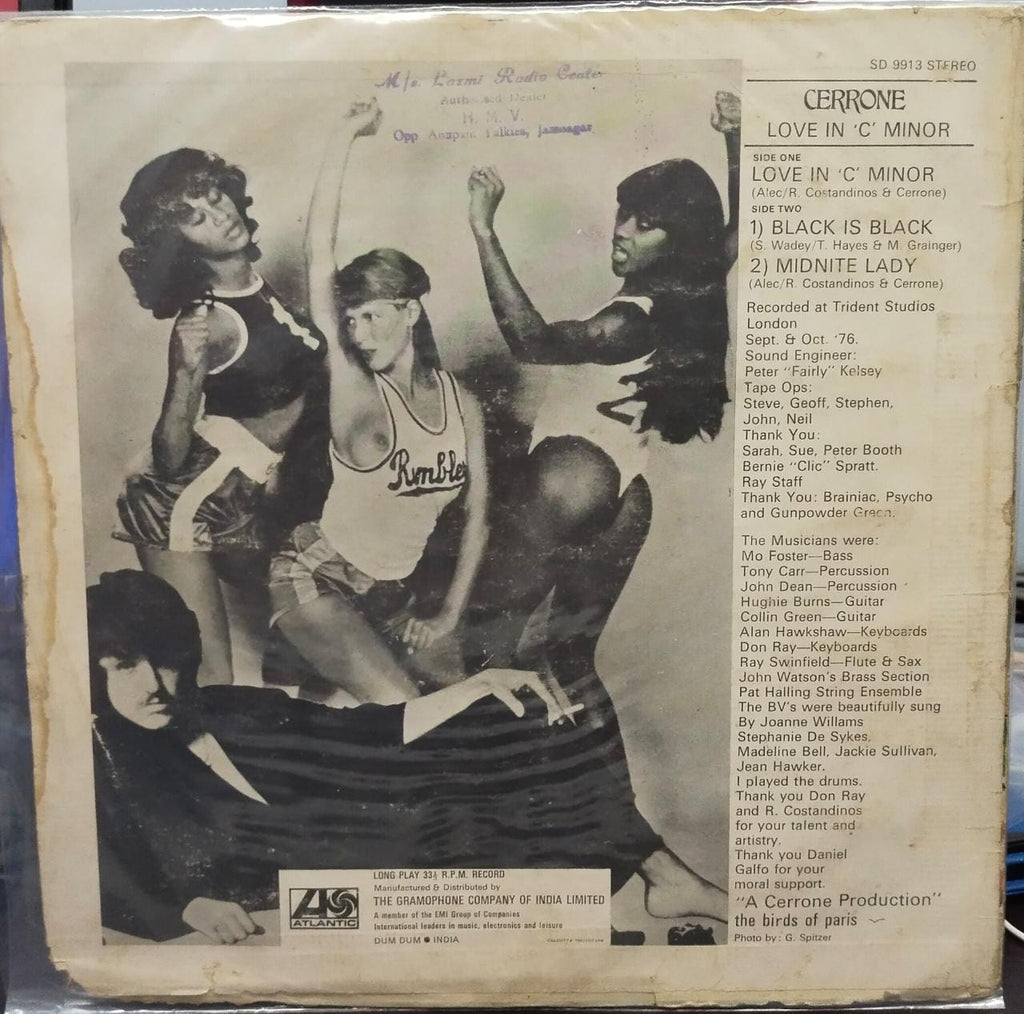 SD 9913 STEREO
CERRONE
LOVE IN 'C' MINOR
SIDE ONE
LOVE IN 'C' MINOR
(Alec/R. Costandinos & Cerrone)
SIDE TWO
1) BLACK IS BLACK
(S. Wadey/T. Hayes & M. Grainger)
2) MIDNITE LADY
(Alec/R. Costandinos & Cerrone)
Recorded at Trident Studios
London
Sept. & Oct. '76.
Sound Engineer:
Peter "Fairly" Kelsey
Tape Ops:
Steve, Geoff, Stephen,
John, Neil
Thank You:
Sarah, Sue, Peter Booth
Bernie "Clic" Spratt.
Ray Staff
Thank You: Brainiac, Psycho
and Gunpowder Green.
The Musicians were:
Mo Foster—Bass
Tony Carr—Percussion
John Dean—Percussion
Hughie Burns—Guitar
Collin Green—Guitar
Alan Hawkshaw—Keyboards
Don Ray—Keyboards
Ray Swinfield—Flute & Sax
John Watson's Brass Section
Pat Halling String Ensemble
The BV's were beautifully sung
By Joanne Willams
Stephanie De Sykes,
Madeline Bell, Jackie Sullivan,
Jean Hawker.
I played the drums.
Thank you Don Ray
and R. Costandinos
for your talent and
artistry.
Thank you Daniel
Galfo for your
moral support.
"A Cerrone Production"
the birds of paris
Photo by: G. Spitzer
M/s. Laxmi Radio Center
Authorised Dealer
H. M. V.
Opp Anupam Talkies, Jamnagar
Rmble
ATLANTIC
LONG PLAY 33⅓ R.P.M. RECORD
Manufactured & Distributed by
THE GRAMOPHONE COMPANY OF INDIA LIMITED
A member of the EMI Group of Companies
International leaders in music, electronics and leisure
DUM DUM ● INDIA